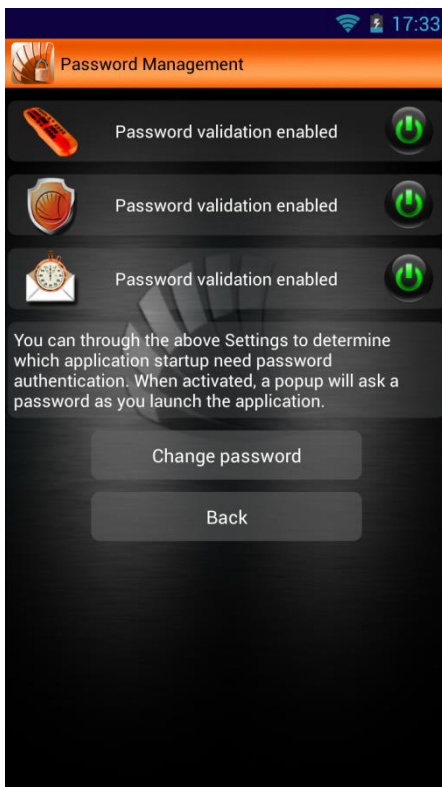 17:33
Password Management
Password validation enabled
Password validation enabled
Password validation enabled
You can through the above Settings to determine
which application startup need password
authentication. When activated, a popup will ask a
password as you launch the application.
Change password
Back